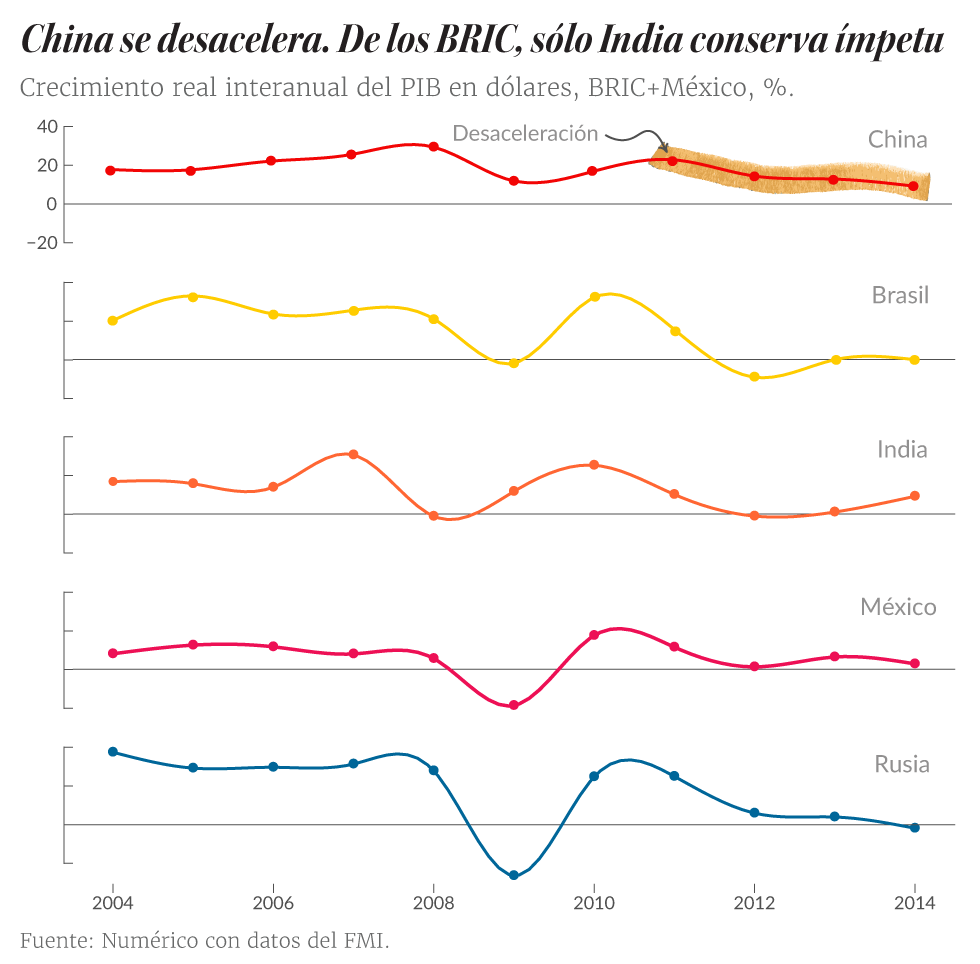 China se desacelera. De los BRIC, sólo India conserva ímpetu
Crecimiento real interanual del PIB en dólares, BRIC+México, %.
40
Desaceleración
China
20
0
−20
Brasil
India
México
Rusia
2004 2006 2008 2010 2012 2014
Fuente: Numérico con datos del FMI.